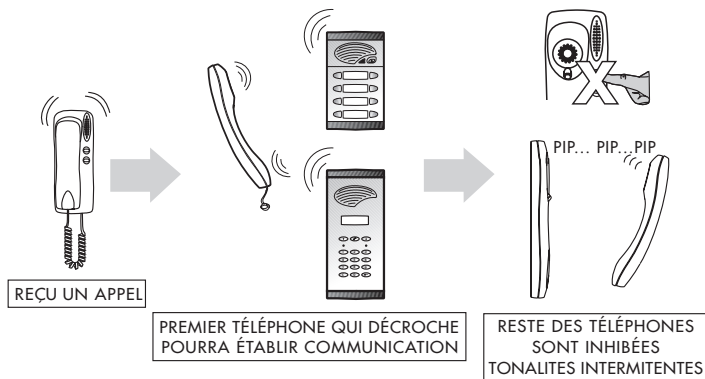 PIP... PIP...PIP
REÇU UN APPEL
PREMIER TÉLÉPHONE QUI DÉCROCHE
POURRA ÉTABLIR COMMUNICATION
RESTE DES TÉLÉPHONES
SONT INHIBÉES
TONALITES INTERMITENTES